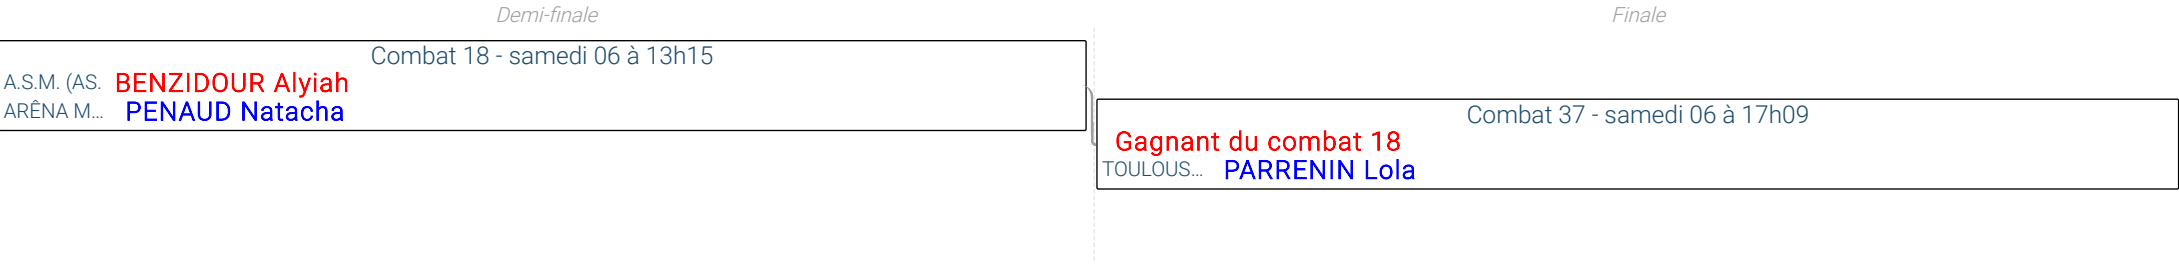 Demi-finale
Finale
Combat 18 - samedi 06 à 13h15
A.S.M. (AS. BENZIDOUR Alyiah
ARÊNA M... PENAUD Natacha
Combat 37 - samedi 06 à 17h09
Gagnant du combat 18
TOULOUS... PARRENIN Lola